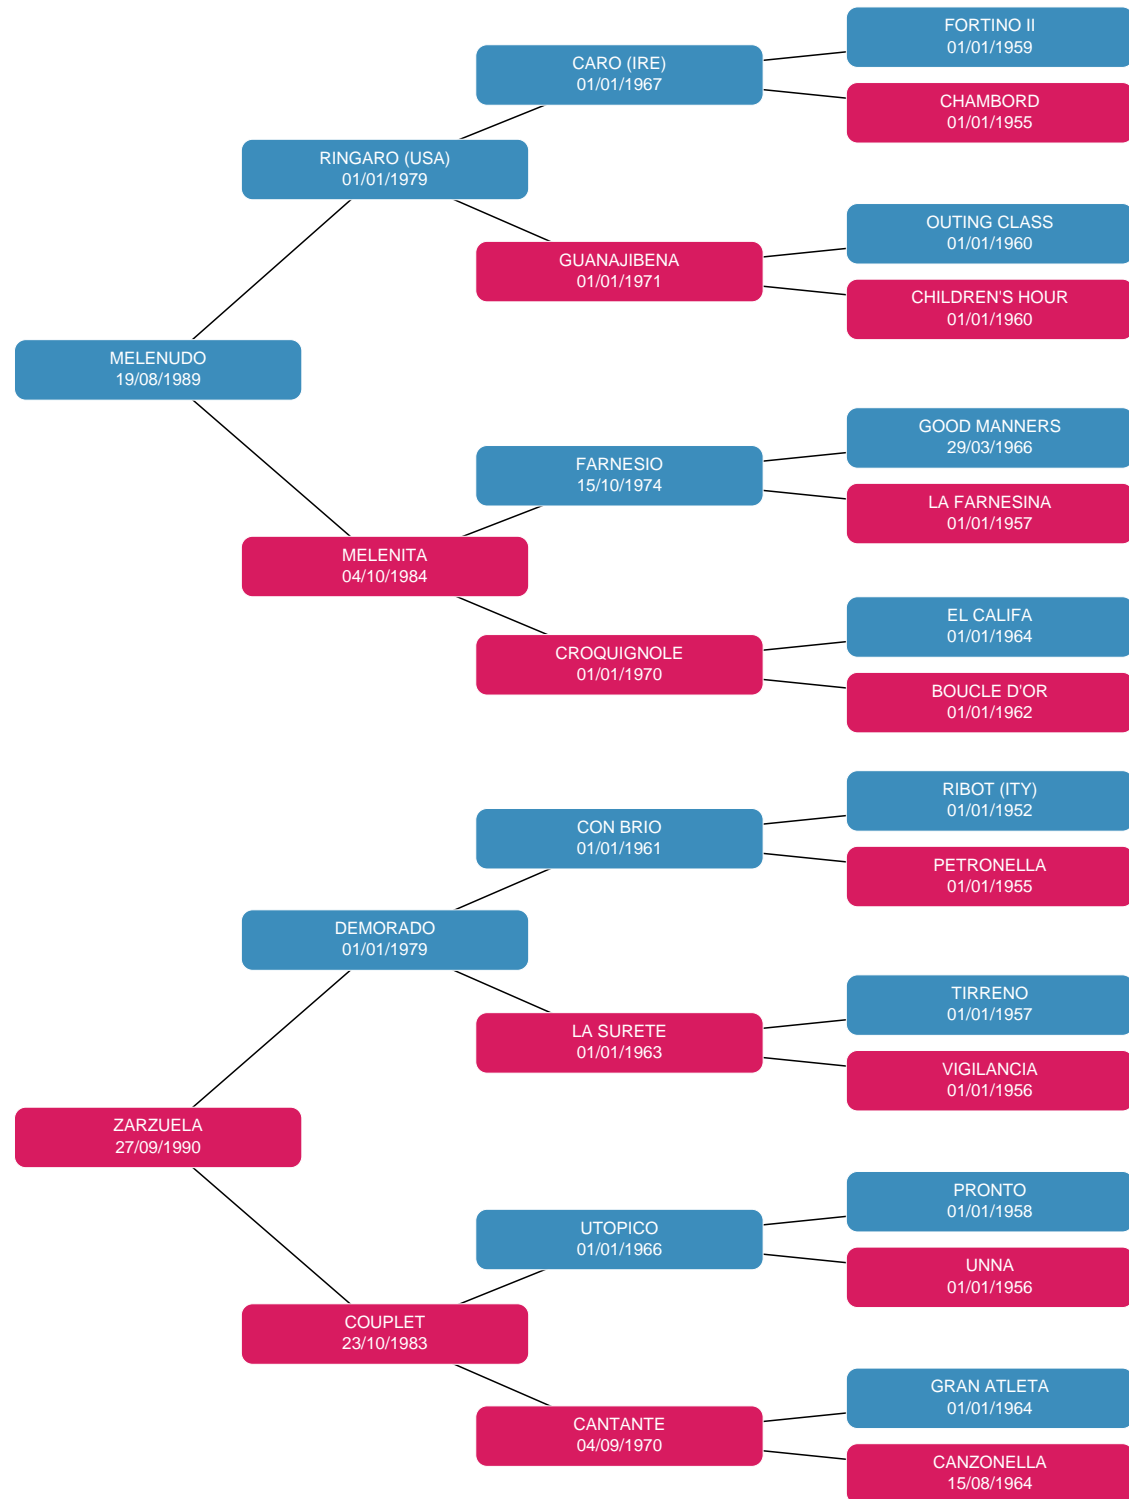 FORTINO II
01/01/1959
CARO (IRE)
01/01/1967
CHAMBORD
01/01/1955
RINGARO (USA)
01/01/1979
OUTING CLASS
01/01/1960
GUANAJIBENA
01/01/1971
CHILDREN'S HOUR
01/01/1960
MELENUDO
19/08/1989
GOOD MANNERS
29/03/1966
FARNESIO
15/10/1974
LA FARNESINA
01/01/1957
MELENITA
04/10/1984
EL CALIFA
01/01/1964
CROQUIGNOLE
01/01/1970
BOUCLE D'OR
01/01/1962
RIBOT (ITY)
01/01/1952
CON BRIO
01/01/1961
PETRONELLA
01/01/1955
DEMORADO
01/01/1979
TIRRENO
01/01/1957
LA SURETE
01/01/1963
VIGILANCIA
01/01/1956
ZARZUELA
27/09/1990
PRONTO
01/01/1958
UTOPICO
01/01/1966
UNNA
01/01/1956
COUPLET
23/10/1983
GRAN ATLETA
01/01/1964
CANTANTE
04/09/1970
CANZONELLA
15/08/1964